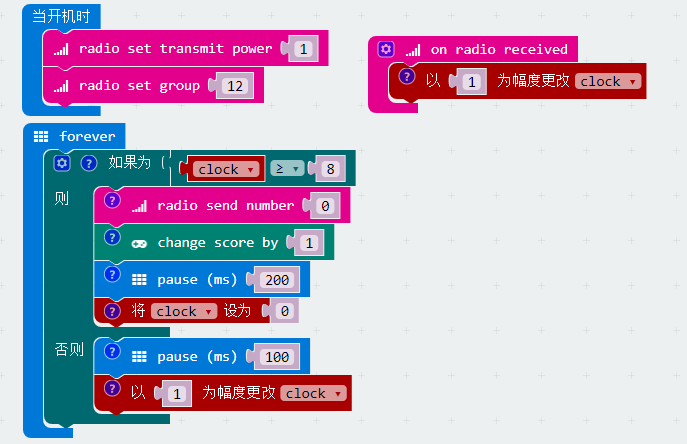 当开机时
radio set transmit power 1
radio set group 12
on radio received
以 1 为幅度更改 clock
forever
如果为 ( clock ≥ 8
则
radio send number 0
change score by 1
pause (ms) 200
将 clock 设为 0
否则
pause (ms) 100
以 1 为幅度更改 clock